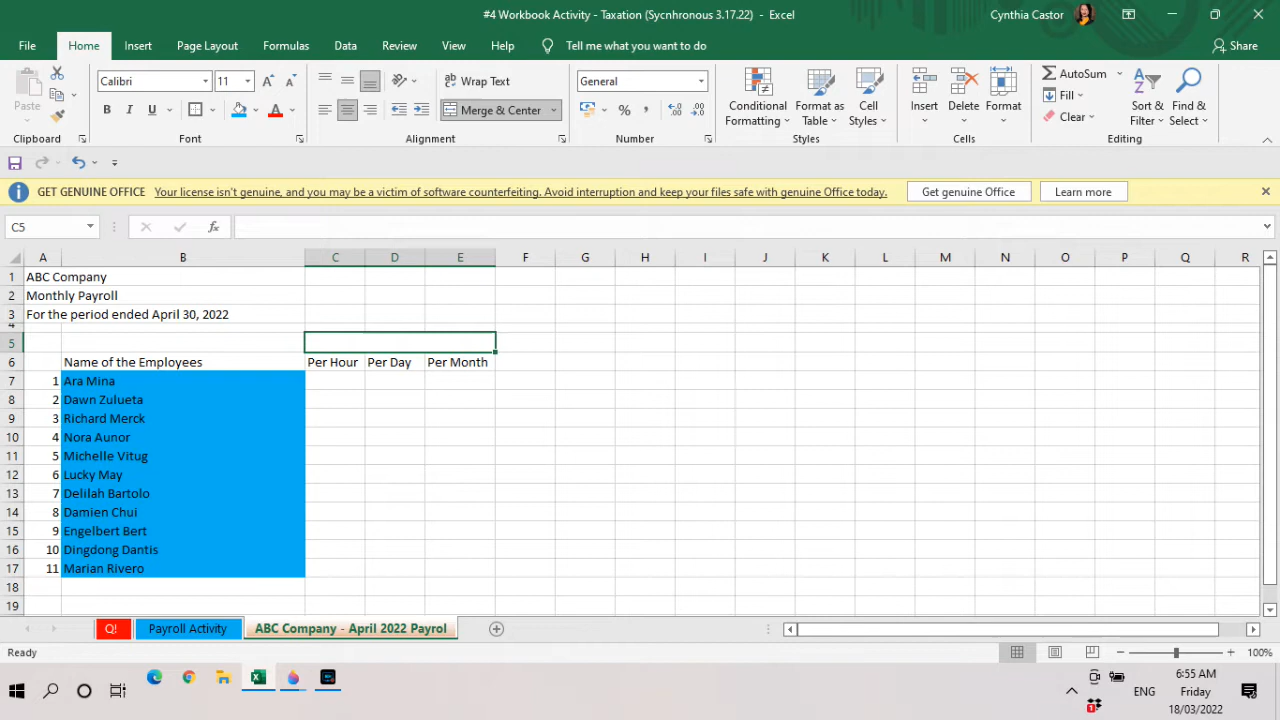 #4 Workbook Activity - Taxation (Sycnhronous 3.17.22) - Excel
Cynthia Castor
File Home Insert Page Layout Formulas Data Review View Help Tell me what you want to do Share
Paste
Calibri 11
B I U
A A
Wrap Text
Merge & Center
General
% ,
Conditional Formatting
Format as Table
Cell Styles
Insert Delete Format
AutoSum
Fill
Clear
Sort & Filter
Find & Select
Clipboard Font Alignment Number Styles Cells Editing
GET GENUINE OFFICE Your license isn't genuine, and you may be a victim of software counterfeiting. Avoid interruption and keep your files safe with genuine Office today. Get genuine Office Learn more
C5 fx
A B C D E F G H I J K L M N O P Q R
1 ABC Company
2 Monthly Payroll
3 For the period ended April 30, 2022
4
5
6 Name of the Employees Per Hour Per Day Per Month
7 1 Ara Mina
8 2 Dawn Zulueta
9 3 Richard Merck
10 4 Nora Aunor
11 5 Michelle Vitug
12 6 Lucky May
13 7 Delilah Bartolo
14 8 Damien Chui
15 9 Engelbert Bert
16 10 Dingdong Dantis
17 11 Marian Rivero
18
19
Q! Payroll Activity ABC Company - April 2022 Payrol
Ready 100%
ENG
6:55 AM
Friday
18/03/2022
1